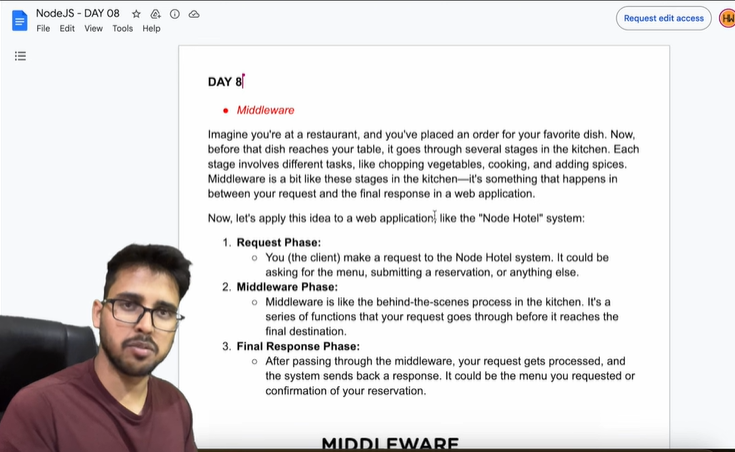 NodeJS - DAY 08
File Edit View Tools Help
Request edit access
HW
DAY 8
• Middleware
Imagine you're at a restaurant, and you've placed an order for your favorite dish. Now,
before that dish reaches your table, it goes through several stages in the kitchen. Each
stage involves different tasks, like chopping vegetables, cooking, and adding spices.
Middleware is a bit like these stages in the kitchen—it's something that happens in
between your request and the final response in a web application.
Now, let's apply this idea to a web application, like the "Node Hotel" system:
1. Request Phase:
○ You (the client) make a request to the Node Hotel system. It could be
asking for the menu, submitting a reservation, or anything else.
2. Middleware Phase:
○ Middleware is like the behind-the-scenes process in the kitchen. It's a
series of functions that your request goes through before it reaches the
final destination.
3. Final Response Phase:
○ After passing through the middleware, your request gets processed, and
the system sends back a response. It could be the menu you requested or
confirmation of your reservation.
MIDDLEWARE